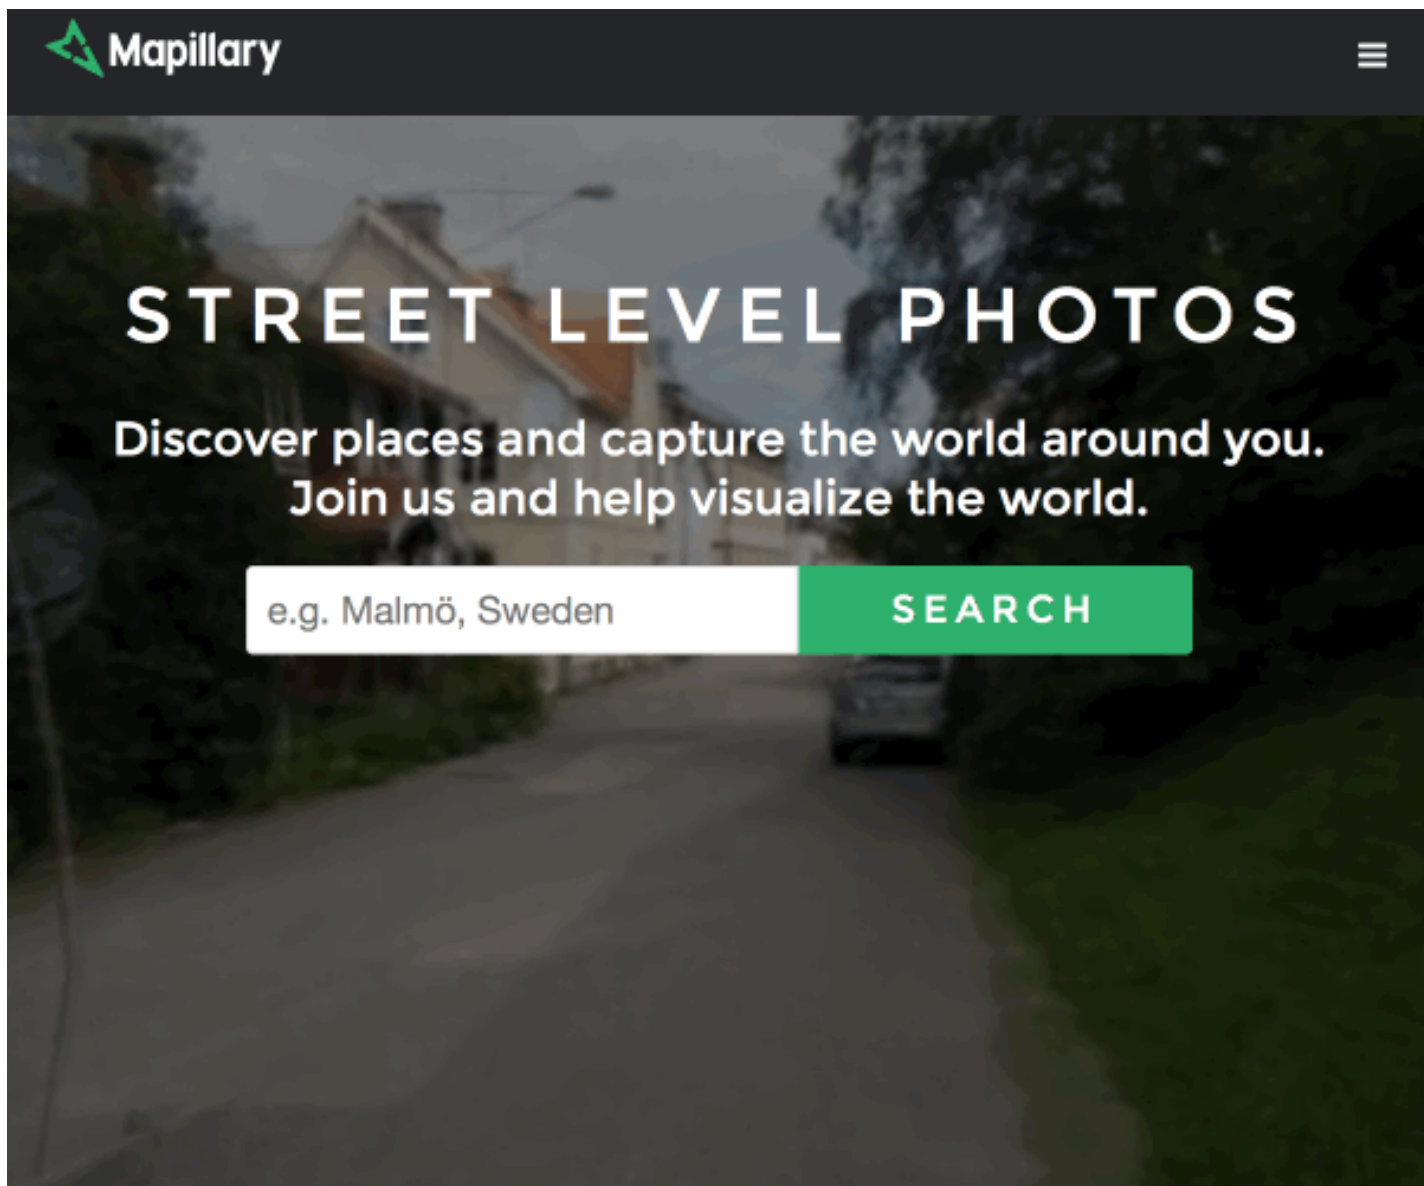 Mapillary
STREET LEVEL PHOTOS
Discover places and capture the world around you.
Join us and help visualize the world.
e.g. Malmö, Sweden
SEARCH